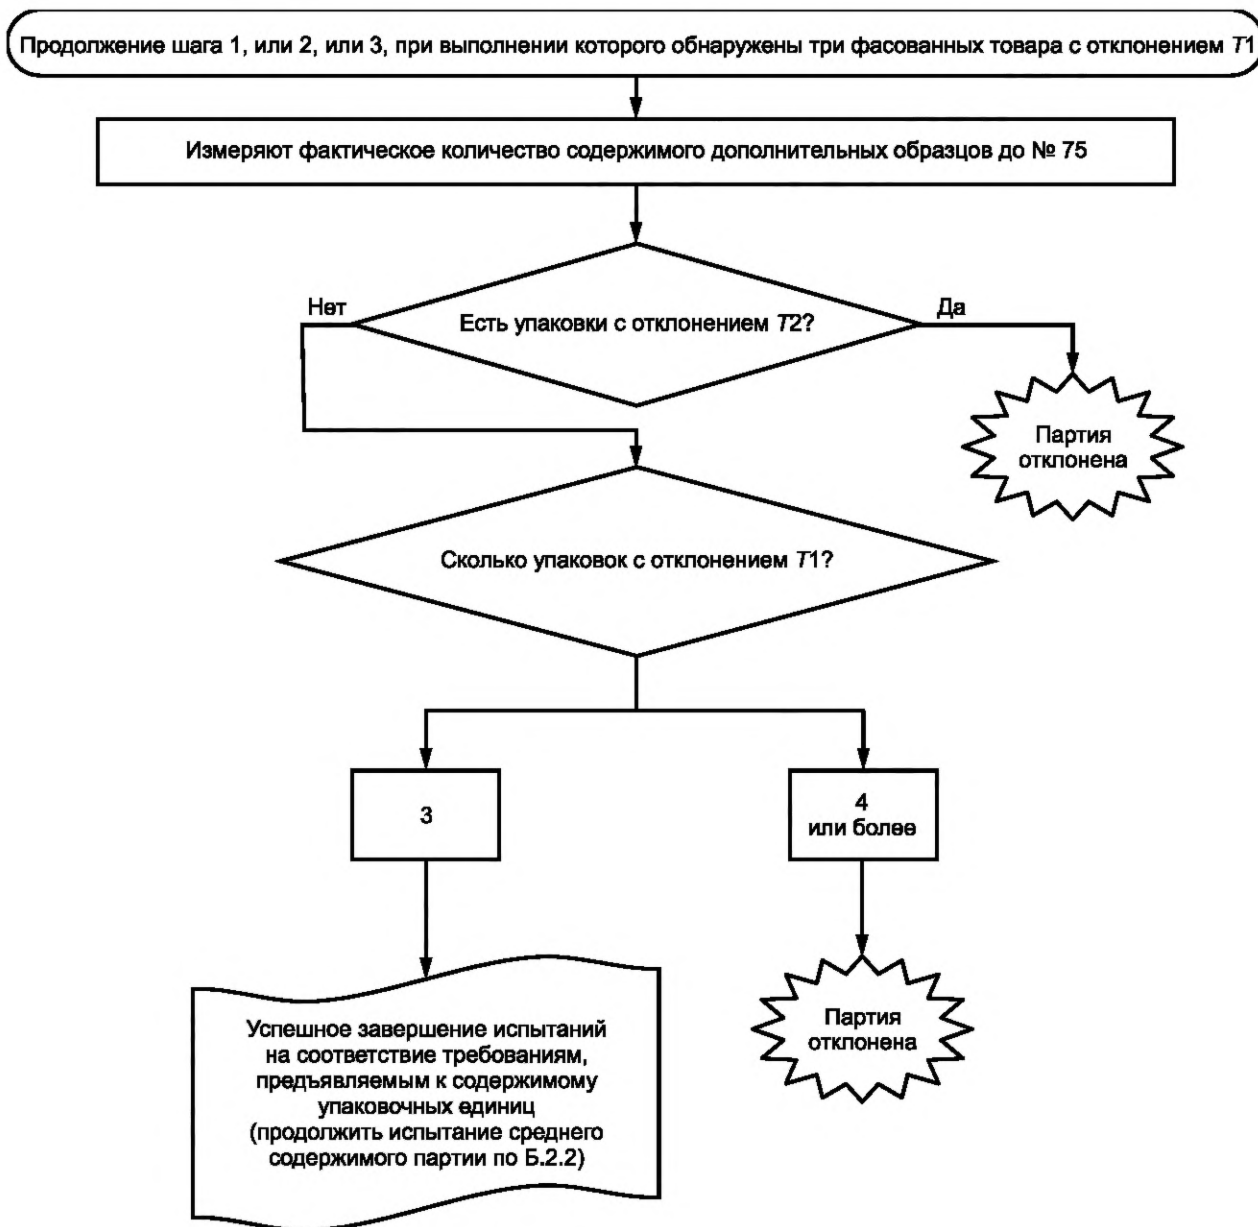 Продолжение шага 1, или 2, или 3, при выполнении которого обнаружены три фасованных товара с отклонением T1
Измеряют фактическое количество содержимого дополнительных образцов до № 75
Нет
Есть упаковки с отклонением T2?
Да
Партия
отклонена
Сколько упаковок с отклонением T1?
3
4
или более
Успешное завершение испытаний
на соответствие требованиям,
предъявляемым к содержимому
упаковочных единиц
(продолжить испытание среднего
содержимого партии по Б.2.2)
Партия
отклонена